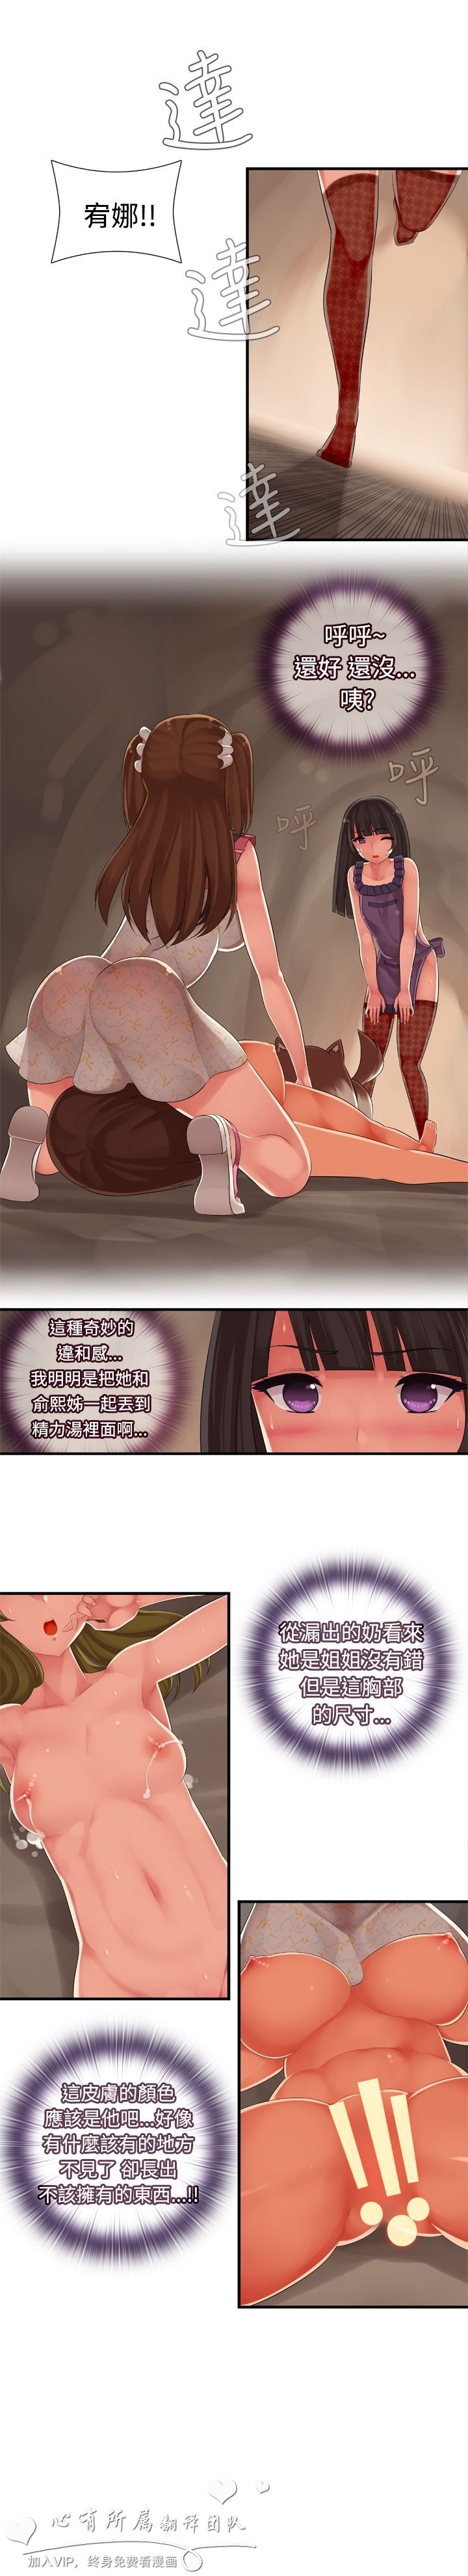 達
宥娜!!
達
達
呼呼~
還好 還沒...
咦?
呼
呼
這種奇妙的
違和感...
我明明是把她和
俞熙姊一起丟到
精力湯裡面啊...
從漏出的奶看來
她是姐姐沒有錯
但是這胸部
的尺寸...
這皮膚的顏色
應該是他吧...好像
有什麼該有的地方
不見了 卻長出
不該擁有的東西...!!
!!!
心有所属翻译团队
加入VIP，终身免费看漫画